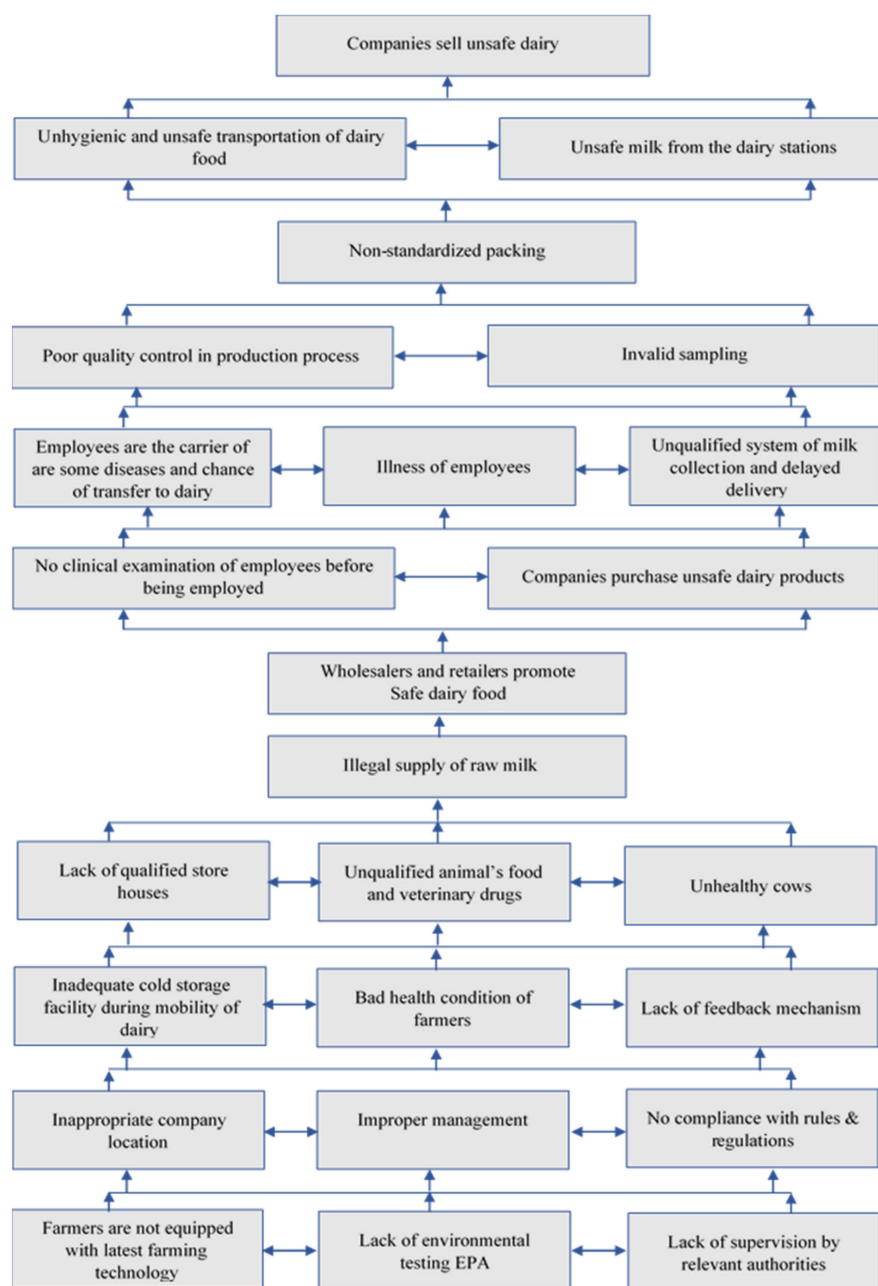 Companies sell unsafe dairy
Unhygienic and unsafe transportation of dairy
food
Unsafe milk from the dairy stations
Non-standardized packing
Poor quality control in production process
Invalid sampling
Employees are the carrier of
are some diseases and chance
of transfer to dairy
Illness of employees
Unqualified system of milk
collection and delayed
delivery
No clinical examination of employees before
being employed
Companies purchase unsafe dairy products
Wholesalers and retailers promote
Safe dairy food
Illegal supply of raw milk
Lack of qualified store
houses
Unqualified animal's food
and veterinary drugs
Unhealthy cows
Inadequate cold storage
facility during mobility of
dairy
Bad health condition of
farmers
Lack of feedback mechanism
Inappropriate company
location
Improper management
No compliance with rules &
regulations
Farmers are not equipped
with latest farming
technology
Lack of environmental
testing EPA
Lack of supervision by
relevant authorities